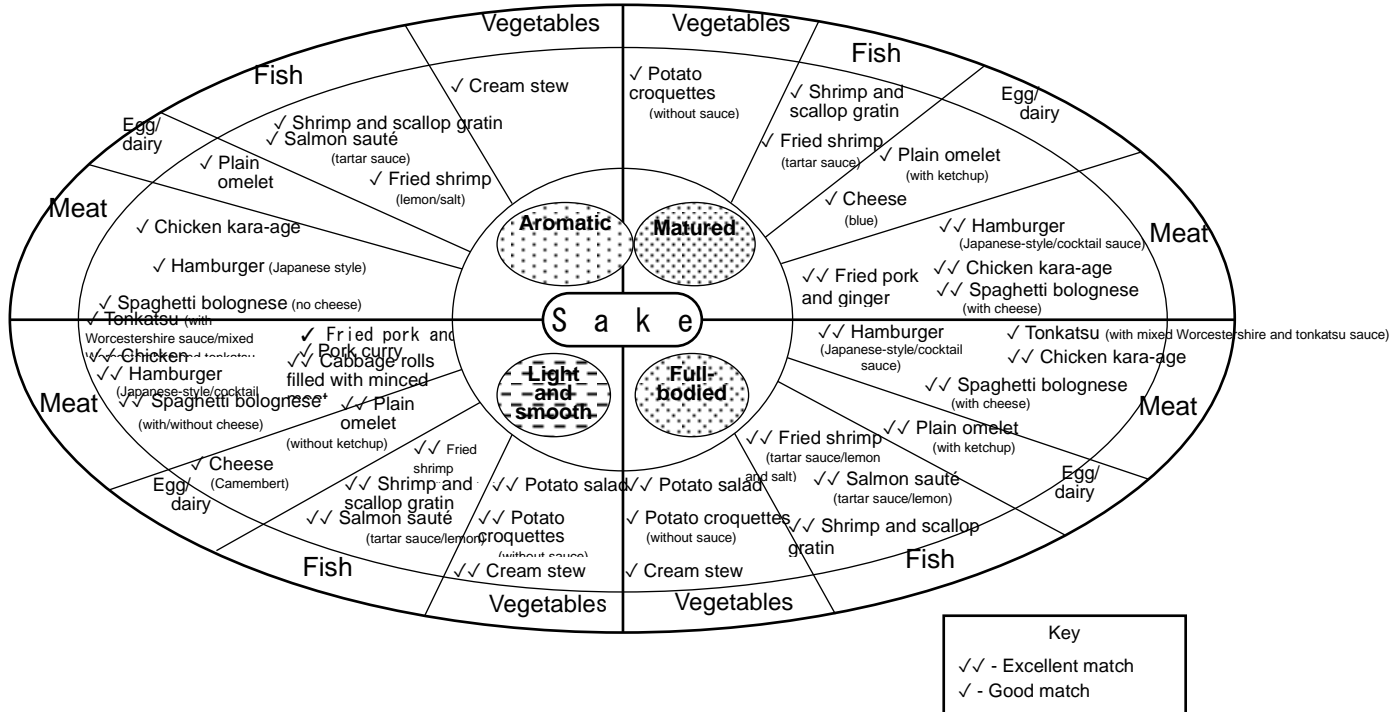 Vegetables
Vegetables
Fish
Fish
Egg/
dairy
Egg/
dairy
Meat
Meat
✓ Cream stew
✓ Shrimp and scallop gratin
✓ Salmon sauté
(tartar sauce)
✓ Fried shrimp
(lemon/salt)
✓ Plain
omelet
✓ Chicken kara-age
✓ Hamburger (Japanese style)
✓ Spaghetti bolognese (no cheese)
✓ Potato
croquettes
(without sauce)
✓ Shrimp and
scallop gratin
✓ Fried shrimp
(tartar sauce)
✓ Plain omelet
(with ketchup)
✓ Cheese
(blue)
✓✓ Hamburger
(Japanese-style/cocktail sauce)
✓✓ Fried pork
and ginger
✓✓ Chicken kara-age
✓✓ Spaghetti bolognese
(with cheese)
Aromatic
Matured
Sake
Light
and
smooth
Full-
bodied
✓ Tonkatsu (with
Worcestershire sauce/mixed
✓ Fried pork and
✓ Pork curry
✓✓ Chicken
✓✓ Cabbage rolls
filled with minced
✓✓ Hamburger
(Japanese-style/cocktail
✓✓ Spaghetti bolognese
(with/without cheese)
✓✓ Plain
omelet
(without ketchup)
✓ Cheese
(Camembert)
✓✓ Fried
shrimp
✓✓ Shrimp and
scallop gratin
✓✓ Salmon sauté
(tartar sauce/lemon)
✓✓ Potato salad
✓✓ Potato
croquettes
(without sauce)
✓✓ Cream stew
✓✓ Hamburger
(Japanese-style/cocktail
sauce)
✓ Tonkatsu (with mixed Worcestershire and tonkatsu sauce)
✓✓ Chicken kara-age
✓✓ Spaghetti bolognese
(with cheese)
✓✓ Plain omelet
(with ketchup)
✓✓ Fried shrimp
(tartar sauce/lemon
and salt)
✓✓ Salmon sauté
(tartar sauce/lemon)
✓✓ Shrimp and scallop
gratin
✓✓ Potato salad
✓ Potato croquettes
(without sauce)
✓ Cream stew
Meat
Meat
Egg/
dairy
Egg/
dairy
Fish
Fish
Vegetables
Vegetables
Key
✓✓ - Excellent match
✓ - Good match